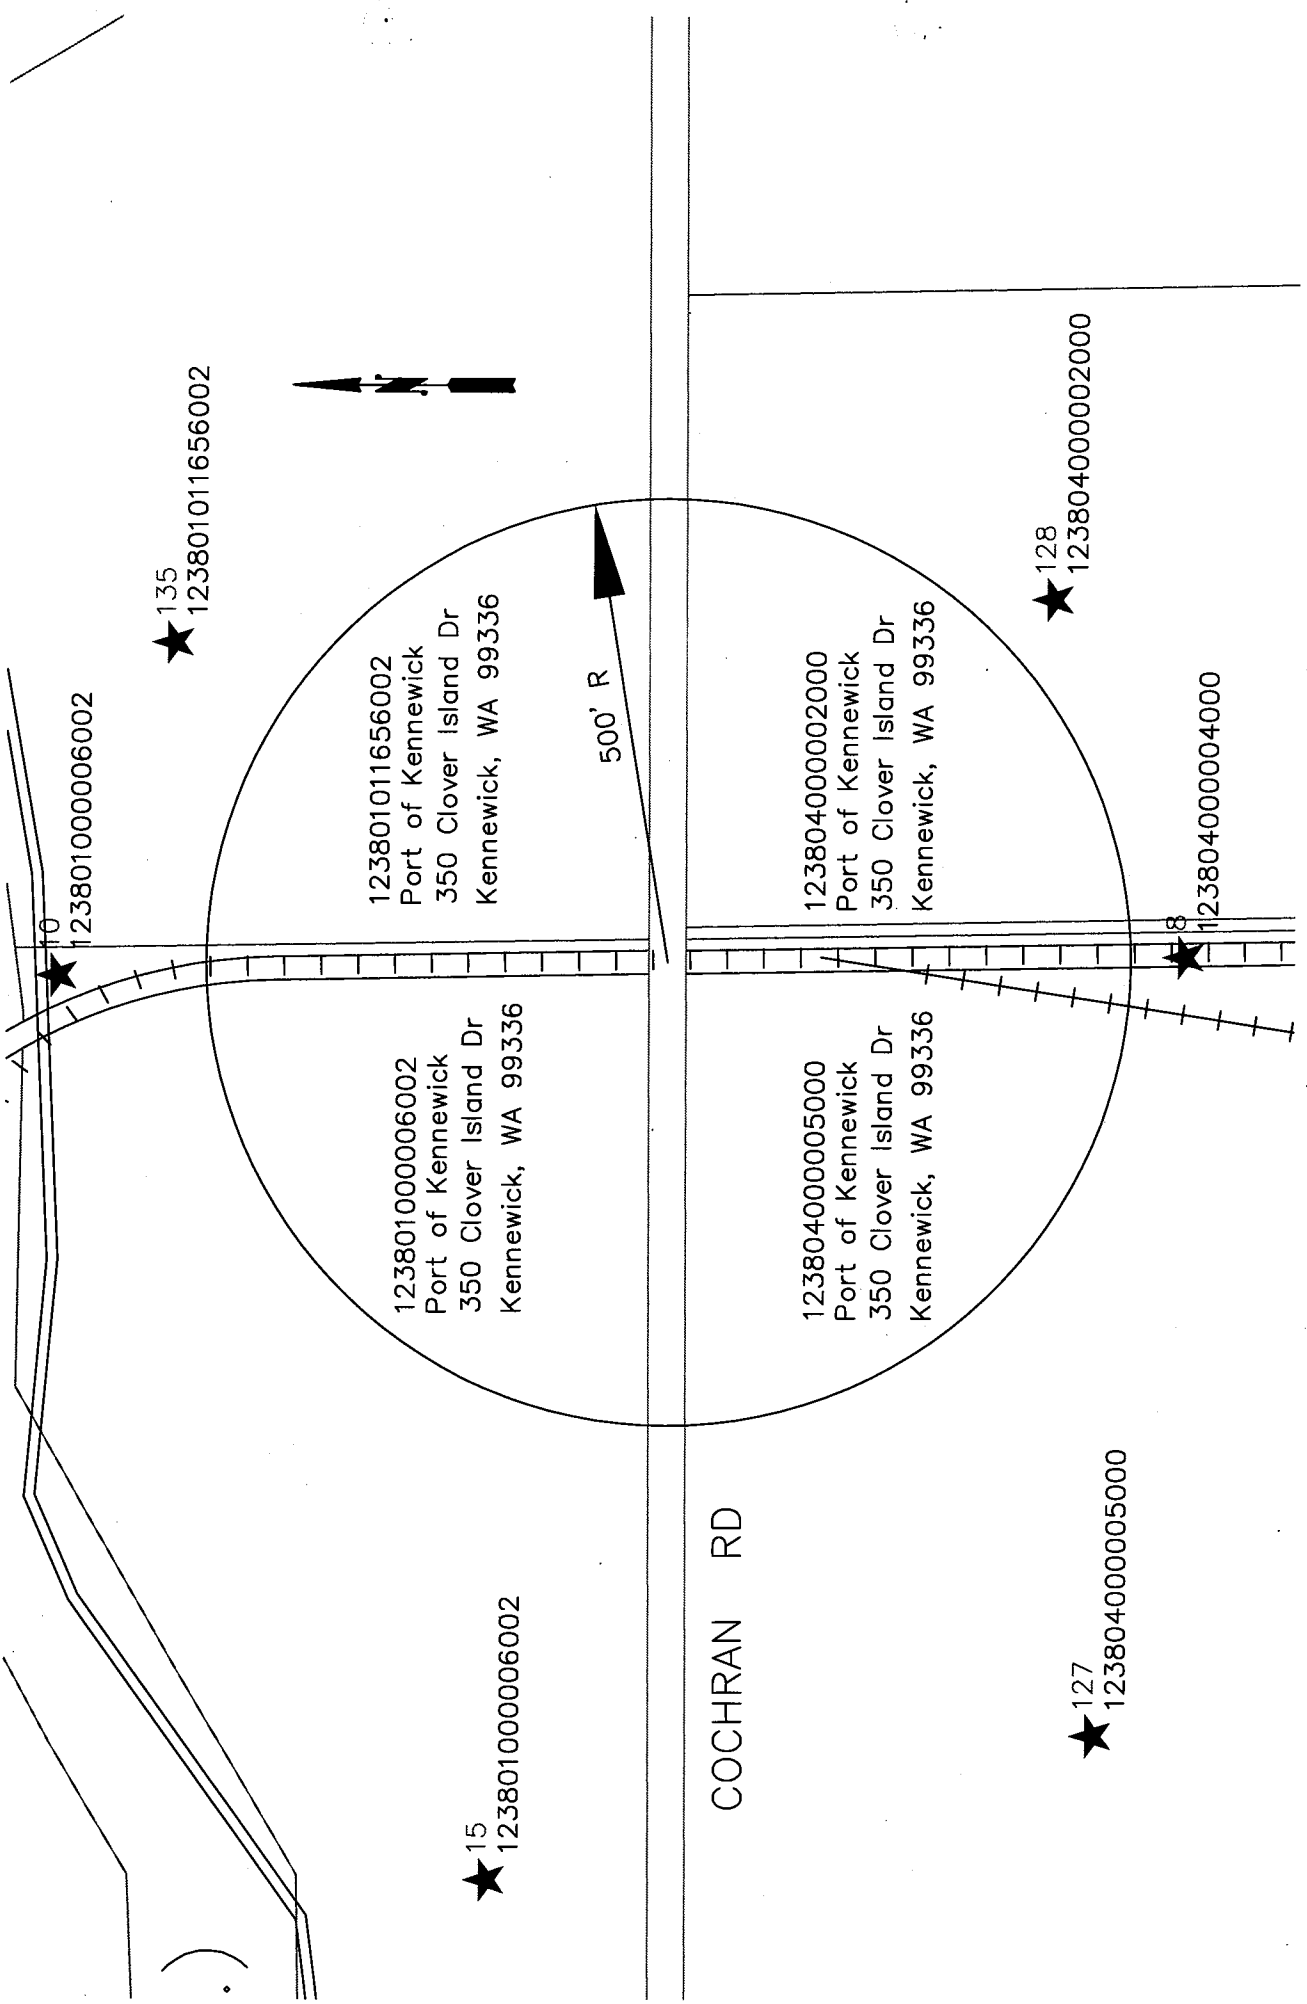 10
123801000006002
135
123801011656002
123801000006002
Port of Kennewick
350 Clover Island Dr
Kennewick, WA 99336
123801011656002
Port of Kennewick
350 Clover Island Dr
Kennewick, WA 99336
15
123801000006002
500' R
COCHRAN RD
123804000005000
Port of Kennewick
350 Clover Island Dr
Kennewick, WA 99336
123804000002000
Port of Kennewick
350 Clover Island Dr
Kennewick, WA 99336
128
123804000002000
127
123804000005000
8
123804000004000